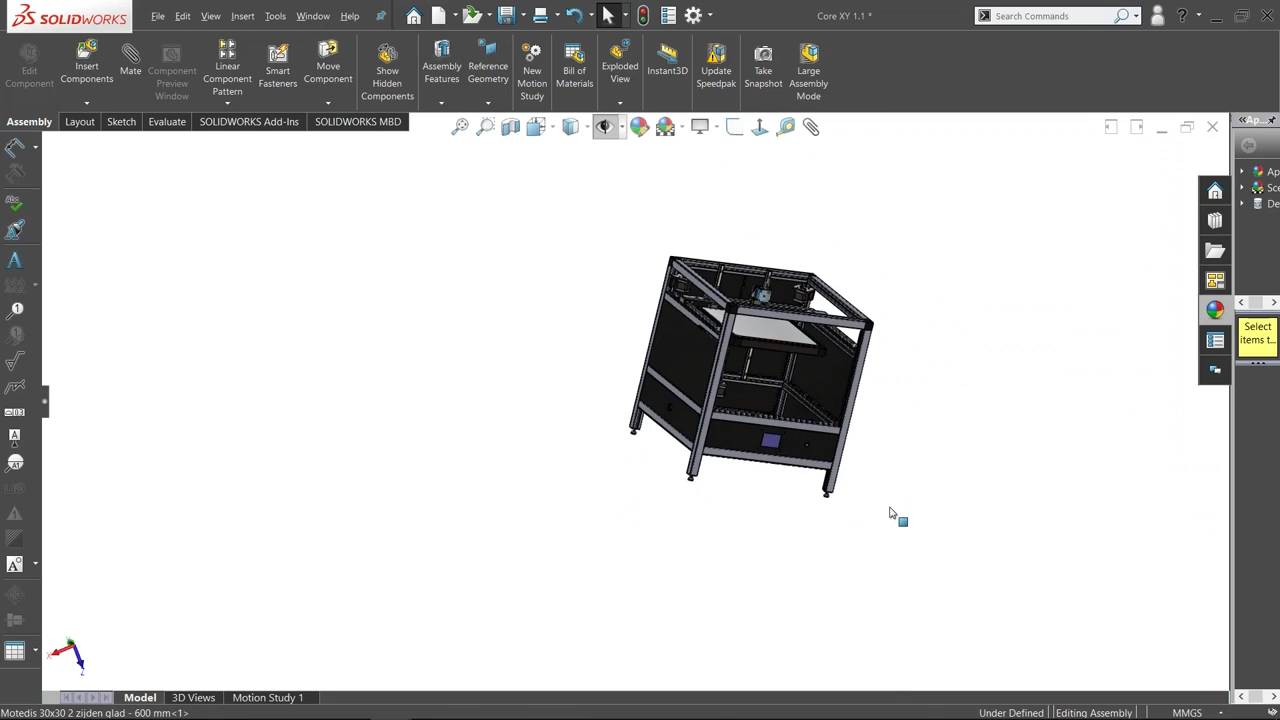 SOLIDWORKS
File Edit View Insert Tools Window Help
Core XY 1.1 *
Search Commands
?
Edit Component
Insert Components
Mate
Component Preview Window
Linear Component Pattern
Smart Fasteners
Move Component
Show Hidden Components
Assembly Features
Reference Geometry
New Motion Study
Bill of Materials
Exploded View
Instant3D
Update Speedpak
Take Snapshot
Large Assembly Mode
Assembly Layout Sketch Evaluate SOLIDWORKS Add-Ins SOLIDWORKS MBD
«Ap...
Ap
Sce
De
Select
items t...
X
Z
Model 3D Views Motion Study 1
Motedis 30x30 2 zijden glad - 600 mm<1>
Under Defined Editing Assembly MMGS